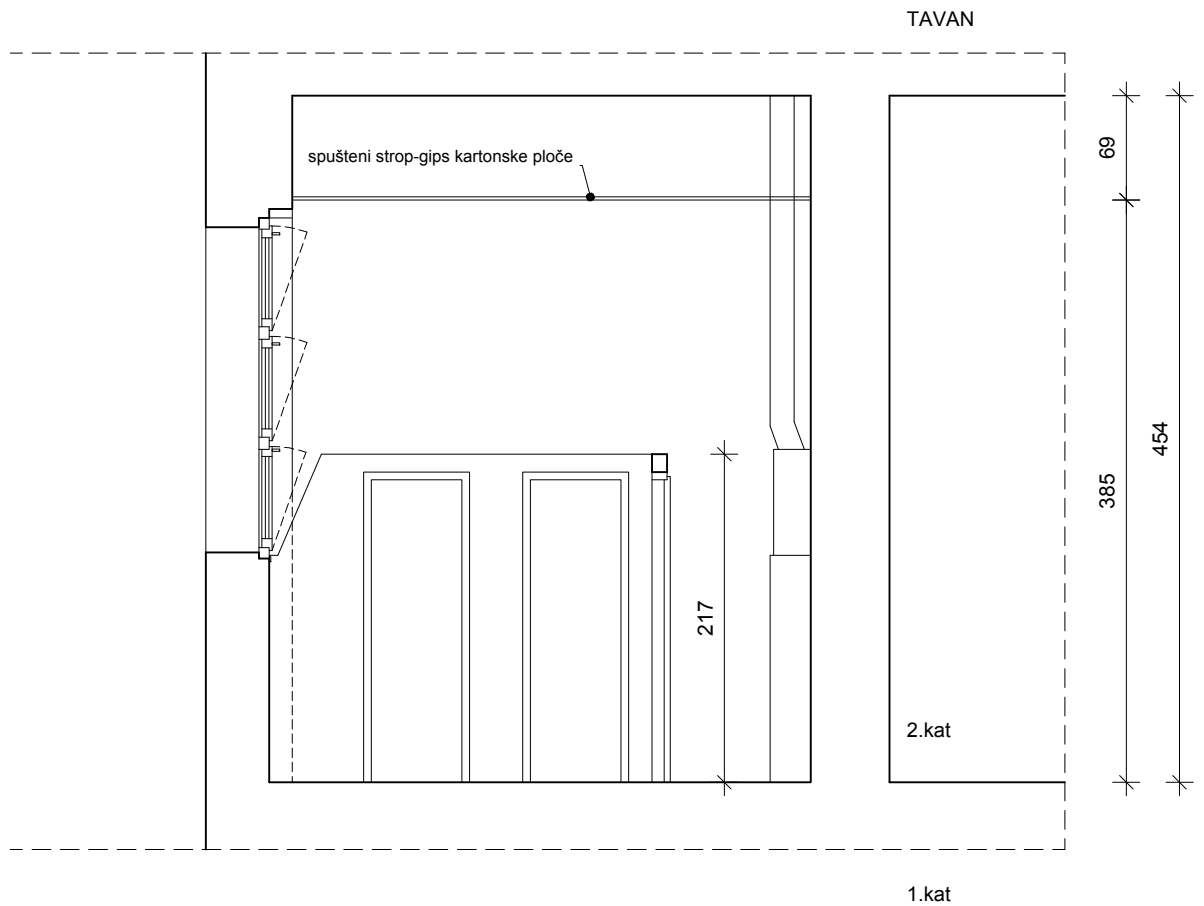 TAVAN
69
spušteni strop-gips kartonske ploče
454
385
217
2.kat
1.kat